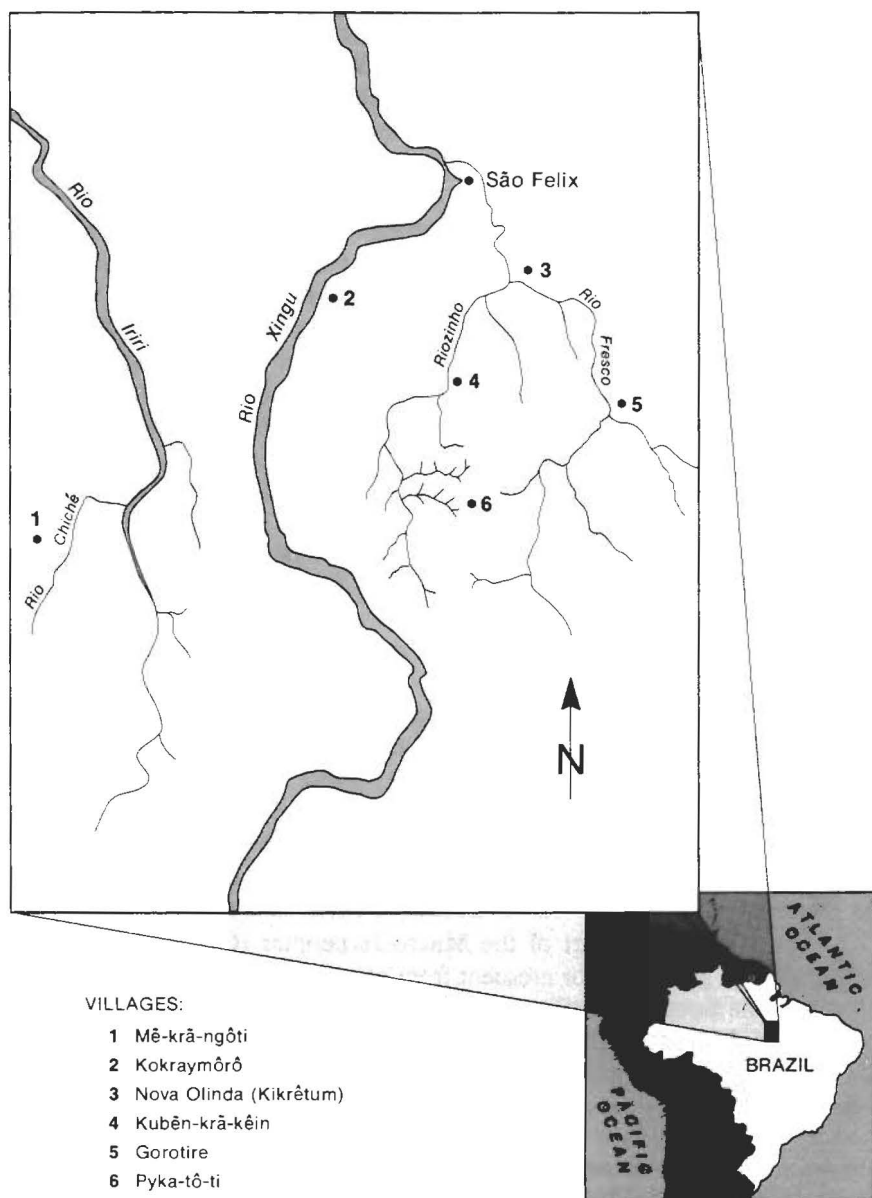 São Felix
3
Rio
Iriri
Rio
Xingu
2
Riozinho
Rio
Fresco
4
5
1
Rio Chiché
6
N
ATLANTIC
OCEAN
BRAZIL
PACIFIC
OCEAN
VILLAGES:
1 Mẽ-krã-ngôti
2 Kokraymôrô
3 Nova Olinda (Kikrêtum)
4 Kubẽn-krã-kêin
5 Gorotire
6 Pyka-tô-ti